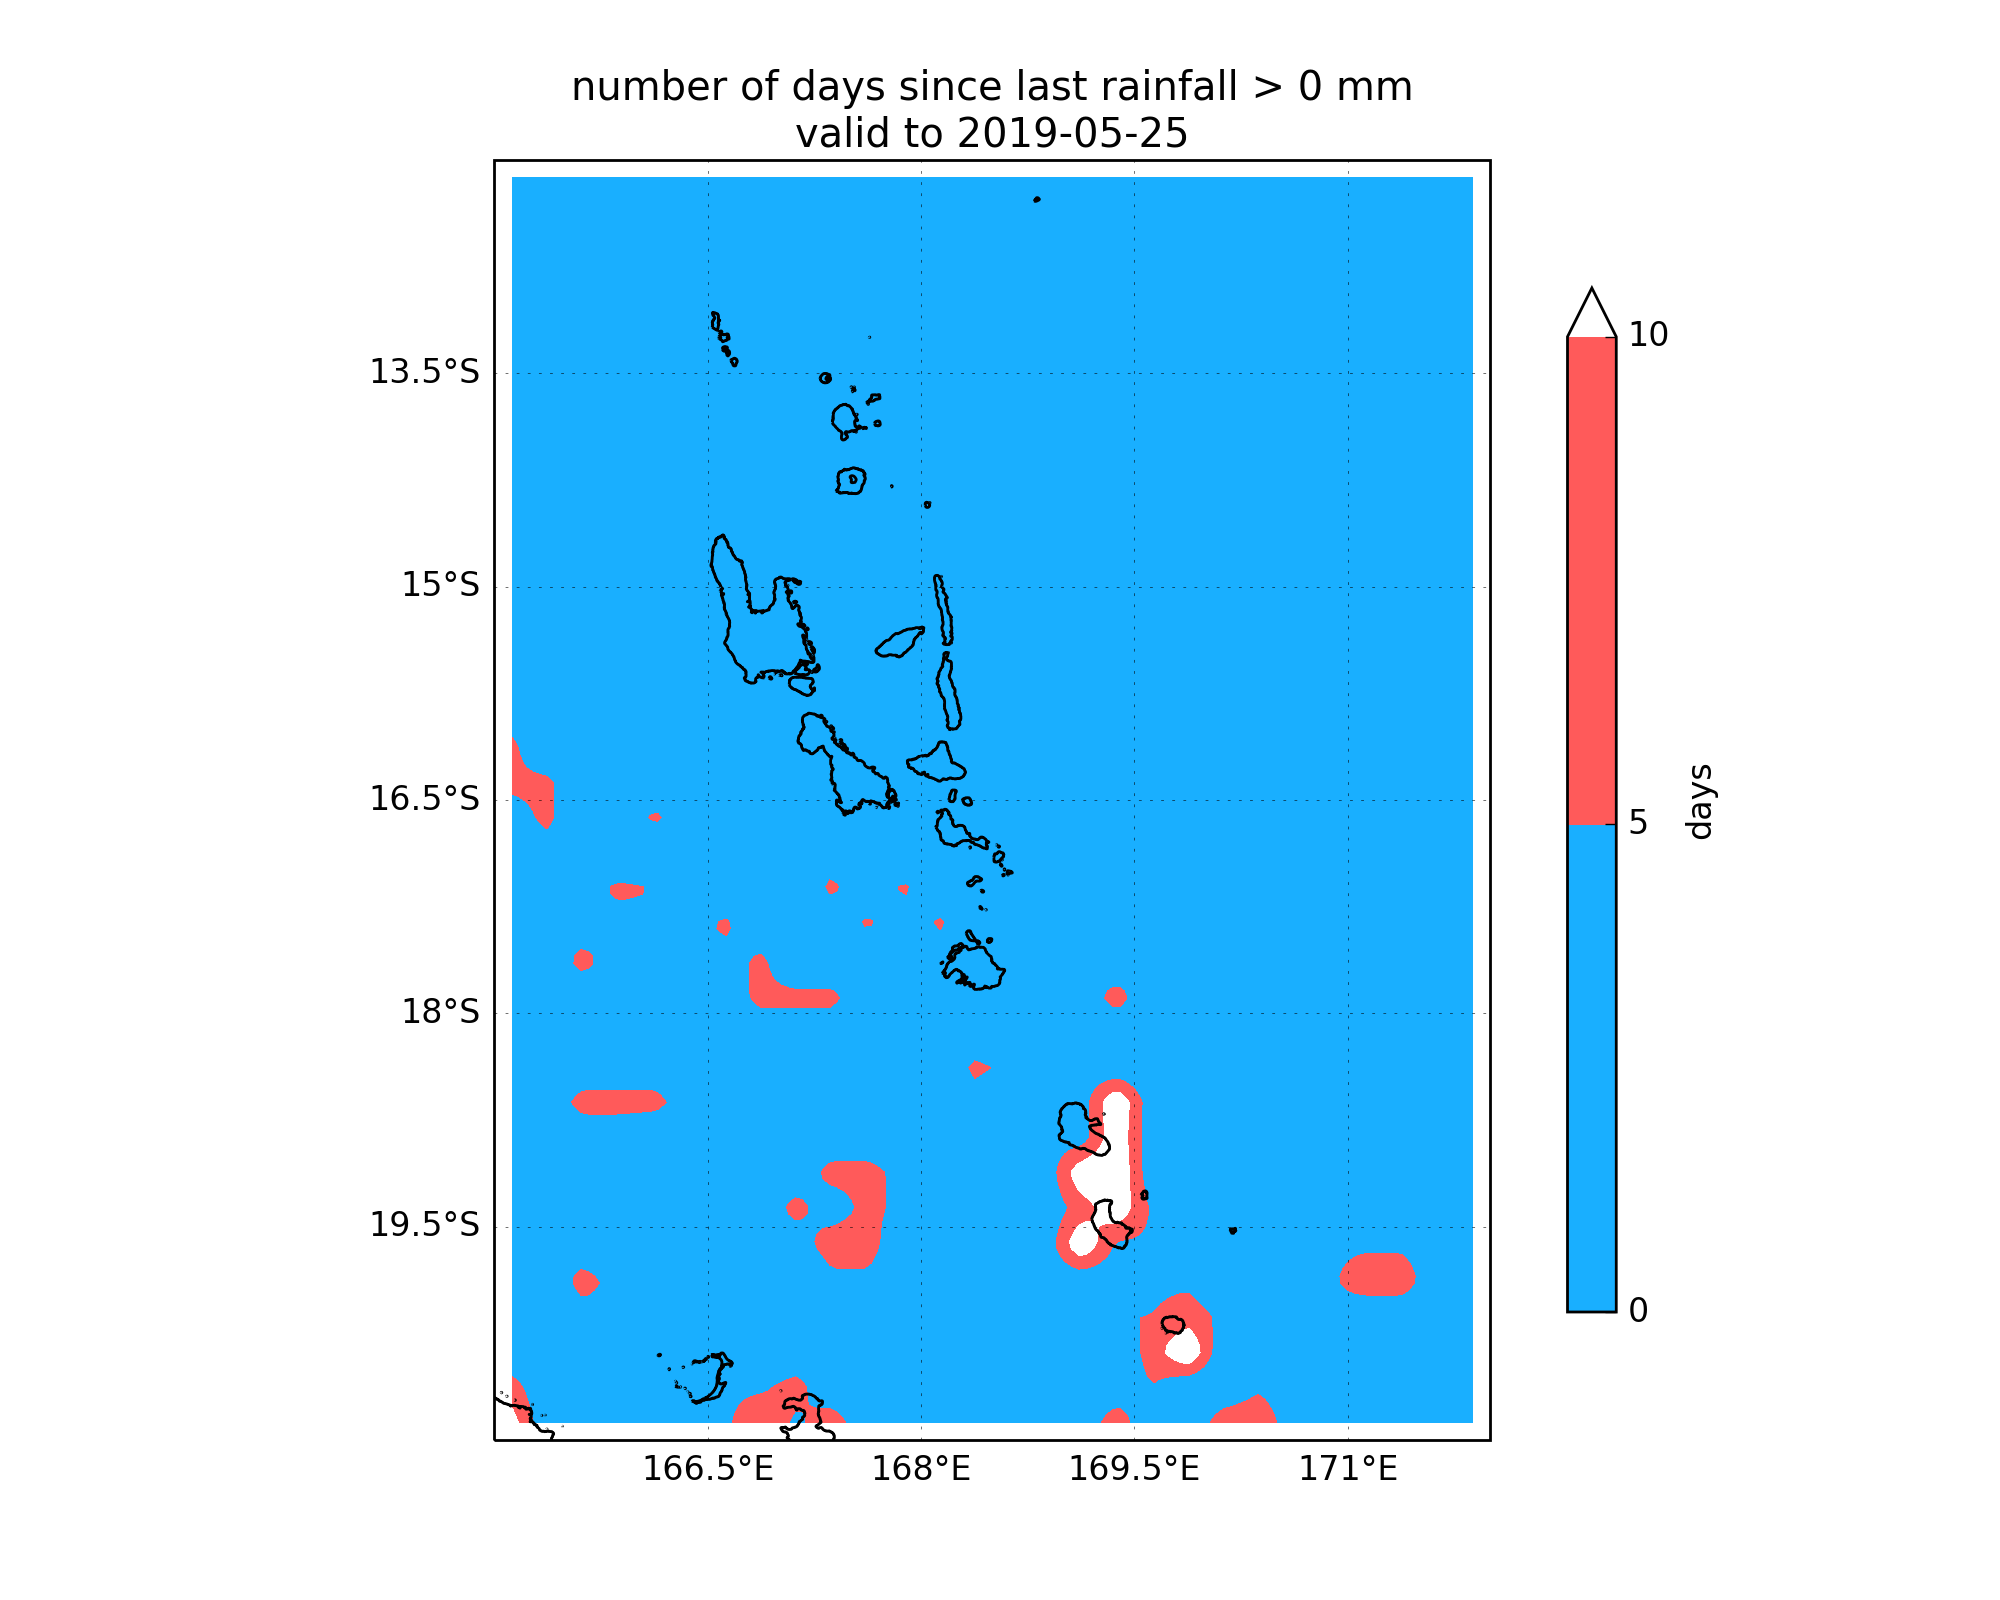 number of days since last rainfall > 0 mm
valid to 2019-05-25
13.5°S
15°S
16.5°S
18°S
19.5°S
166.5°E
168°E
169.5°E
171°E
10
5
0
days